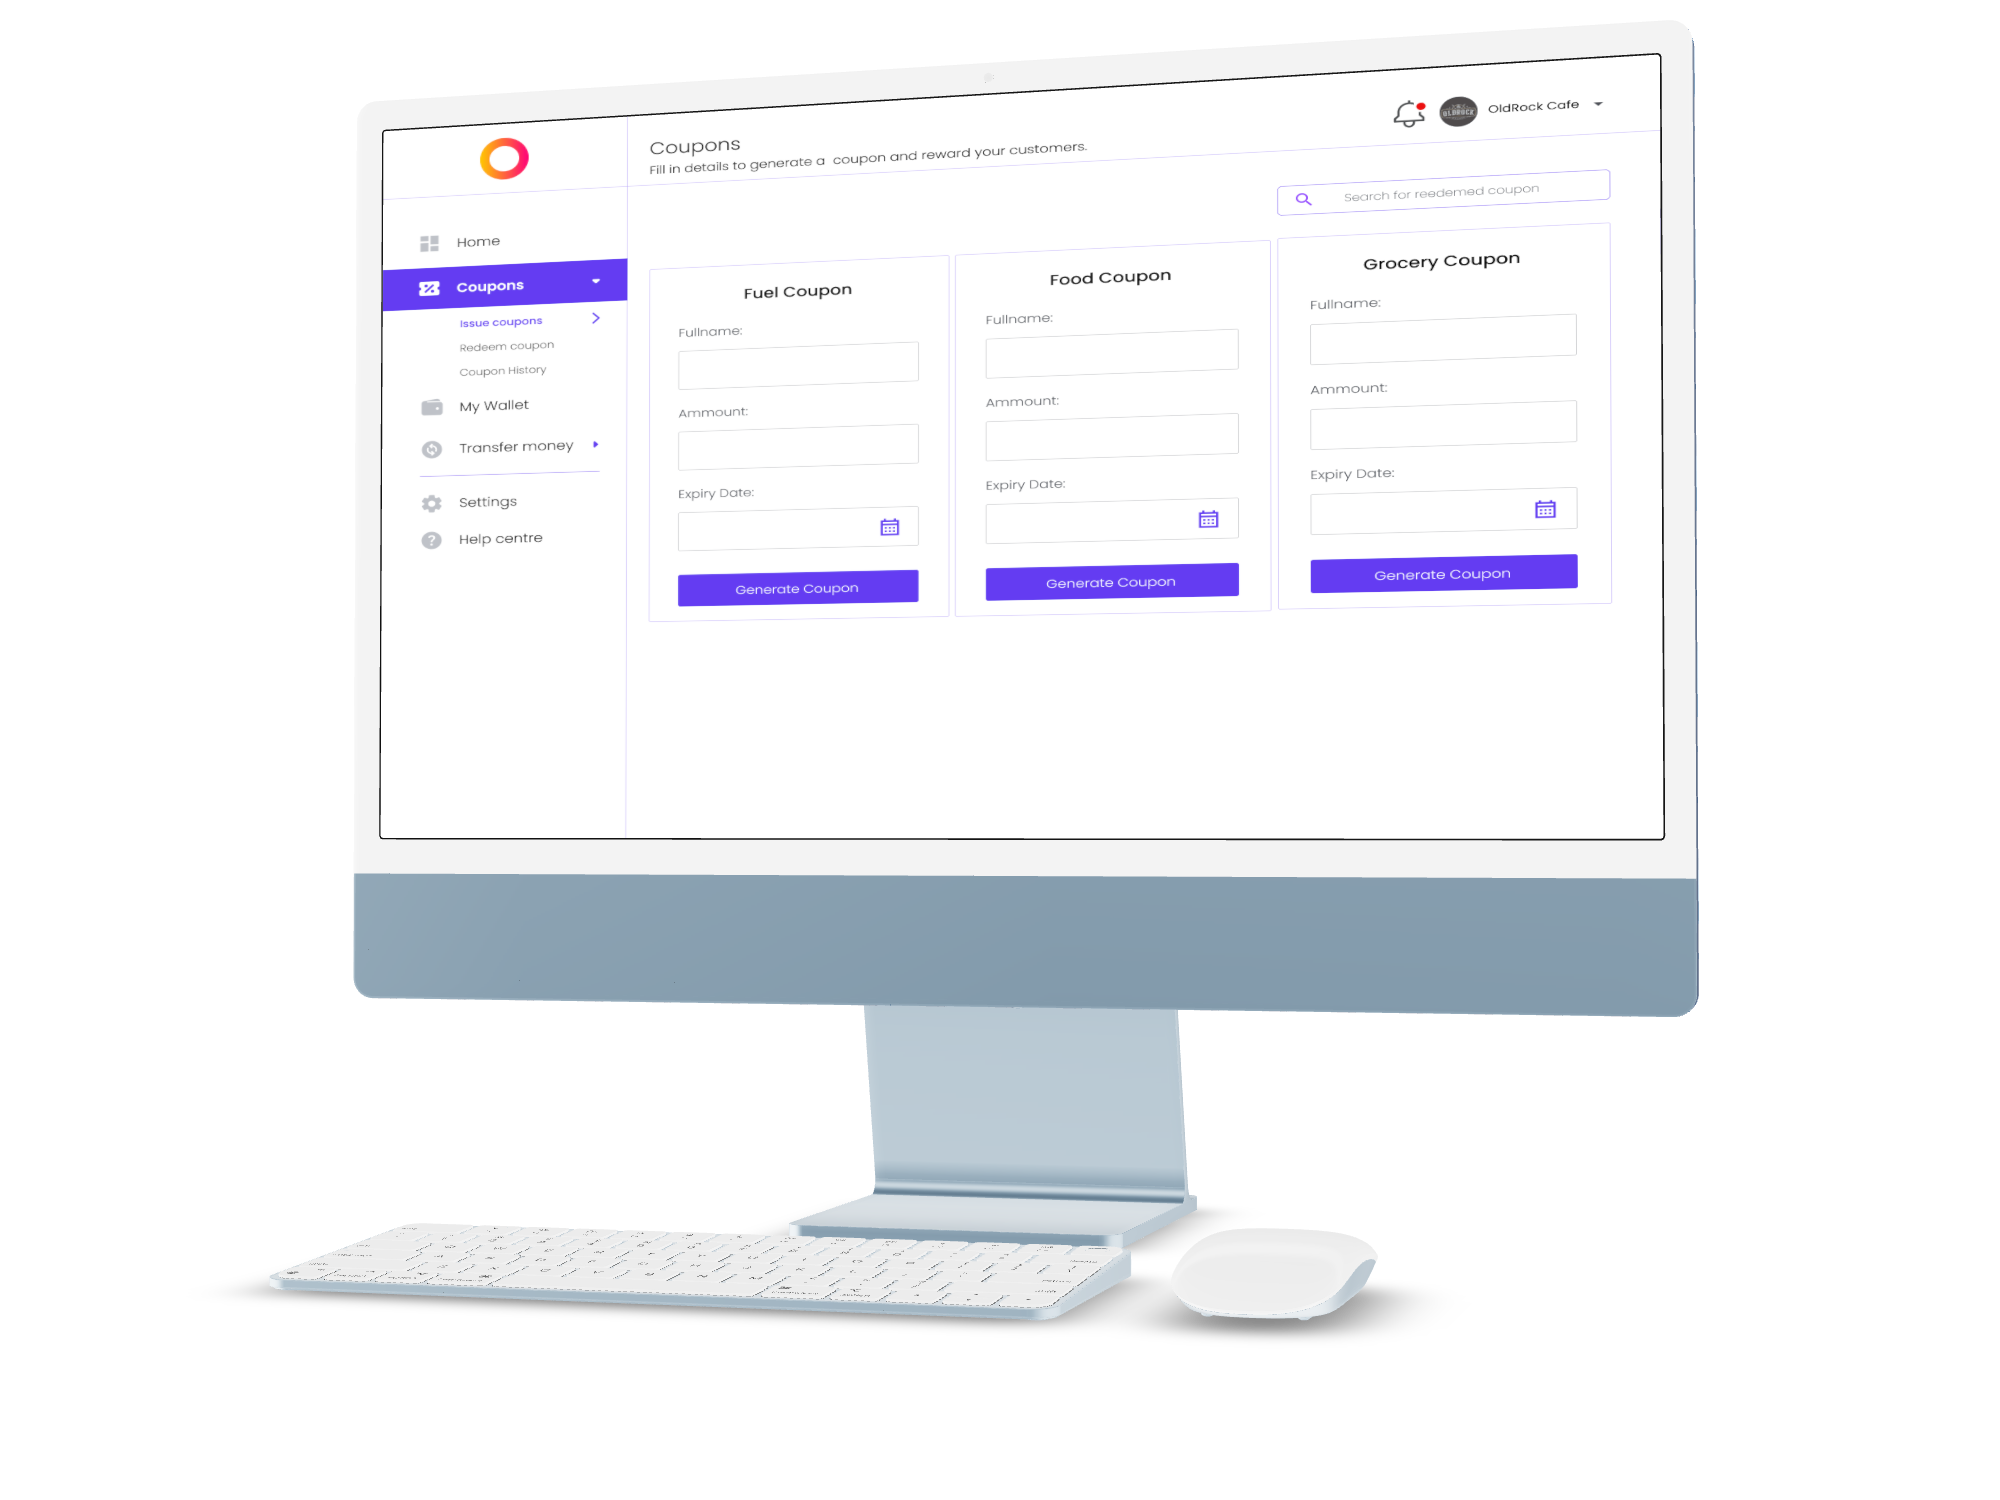 Coupons
Fill in details to generate a coupon and reward your customers.
OLDROCK
OldRock Cafe
Search for reedemed coupon
Home
Coupons
Issue coupons
Redeem coupon
Coupon History
My Wallet
Transfer money
Settings
Help centre
Fuel Coupon
Fullname:
Ammount:
Expiry Date:
Generate Coupon
Food Coupon
Fullname:
Ammount:
Expiry Date:
Generate Coupon
Grocery Coupon
Fullname:
Ammount:
Expiry Date:
Generate Coupon